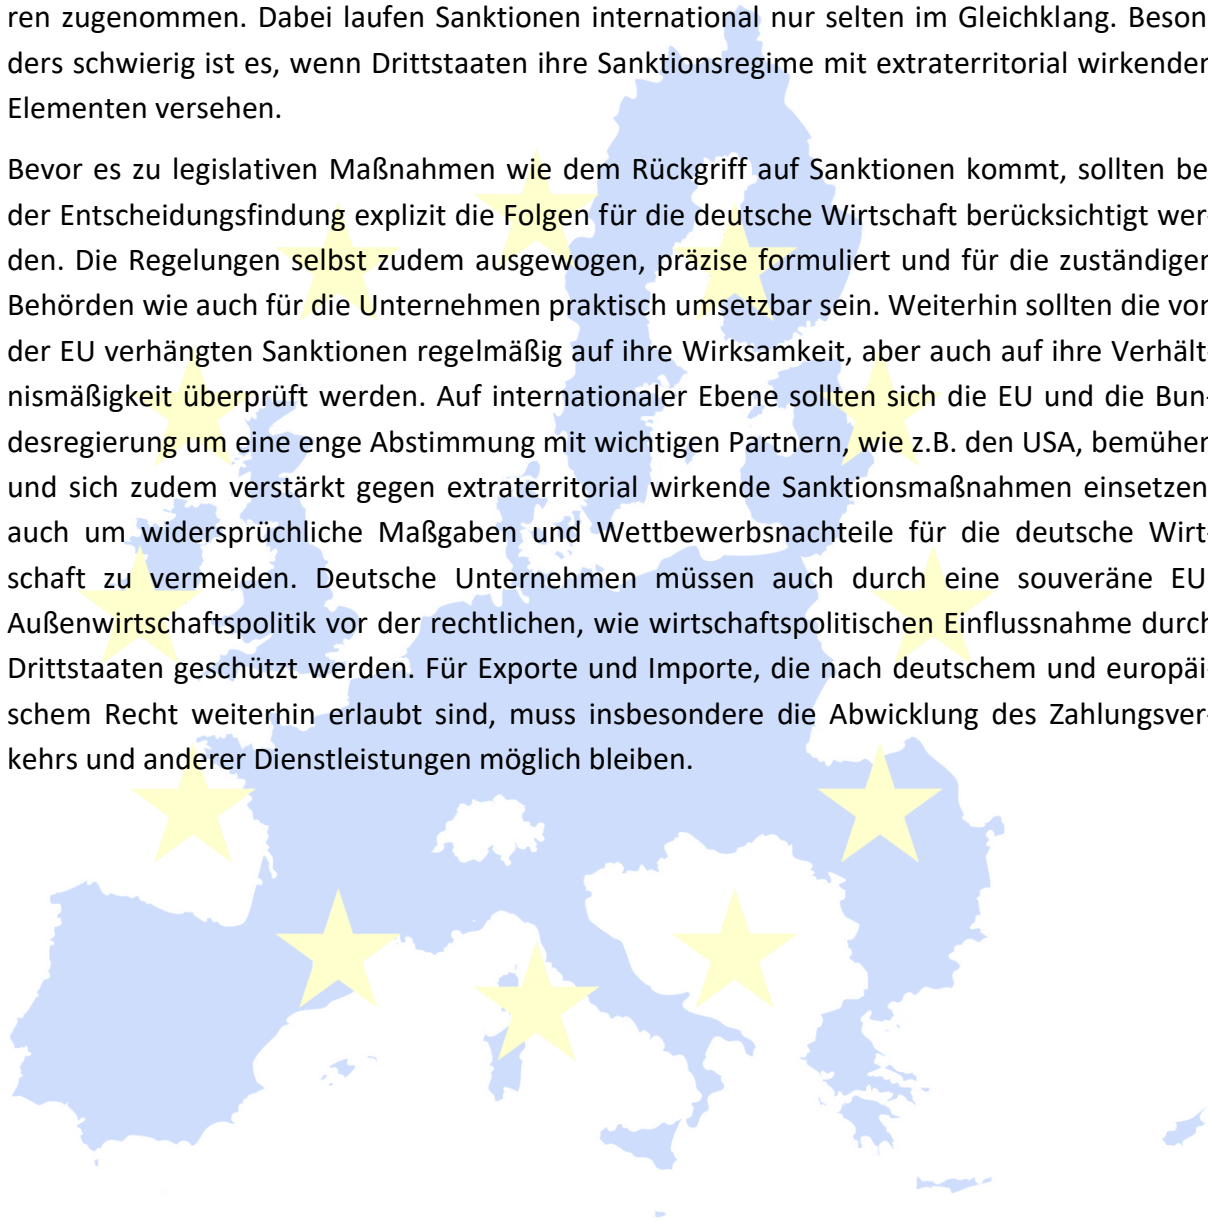 ren zugenommen. Dabei laufen Sanktionen international nur selten im Gleichklang. Beson
ders schwierig ist es, wenn Drittstaaten ihre Sanktionsregime mit extraterritorial wirkender
Elementen versehen.
Bevor es zu legislativen Maßnahmen wie dem Rückgriff auf Sanktionen kommt, sollten be
der Entscheidungsfindung explizit die Folgen für die deutsche Wirtschaft berücksichtigt wer-
den. Die Regelungen selbst zudem ausgewogen, präzise formuliert und für die zuständiger
Behörden wie auch für die Unternehmen praktisch umsetzbar sein. Weiterhin sollten die vor
der EU verhängten Sanktionen regelmäßig auf ihre Wirksamkeit, aber auch auf ihre Verhält-
nismäßigkeit überprüft werden. Auf internationaler Ebene sollten sich die EU und die Bun-
desregierung um eine enge Abstimmung mit wichtigen Partnern, wie z.B. den USA, bemüher
und sich zudem verstärkt gegen extraterritorial wirkende Sanktionsmaßnahmen einsetzen
auch um widersprüchliche Maßgaben und Wettbewerbsnachteile für die deutsche Wirt-
schaft zu vermeiden. Deutsche Unternehmen müssen auch durch eine souveräne EU
Außenwirtschaftspolitik vor der rechtlichen, wie wirtschaftspolitischen Einflussnahme durch
Drittstaaten geschützt werden. Für Exporte und Importe, die nach deutschem und europäi-
schem Recht weiterhin erlaubt sind, muss insbesondere die Abwicklung des Zahlungsver-
kehrs und anderer Dienstleistungen möglich bleiben.